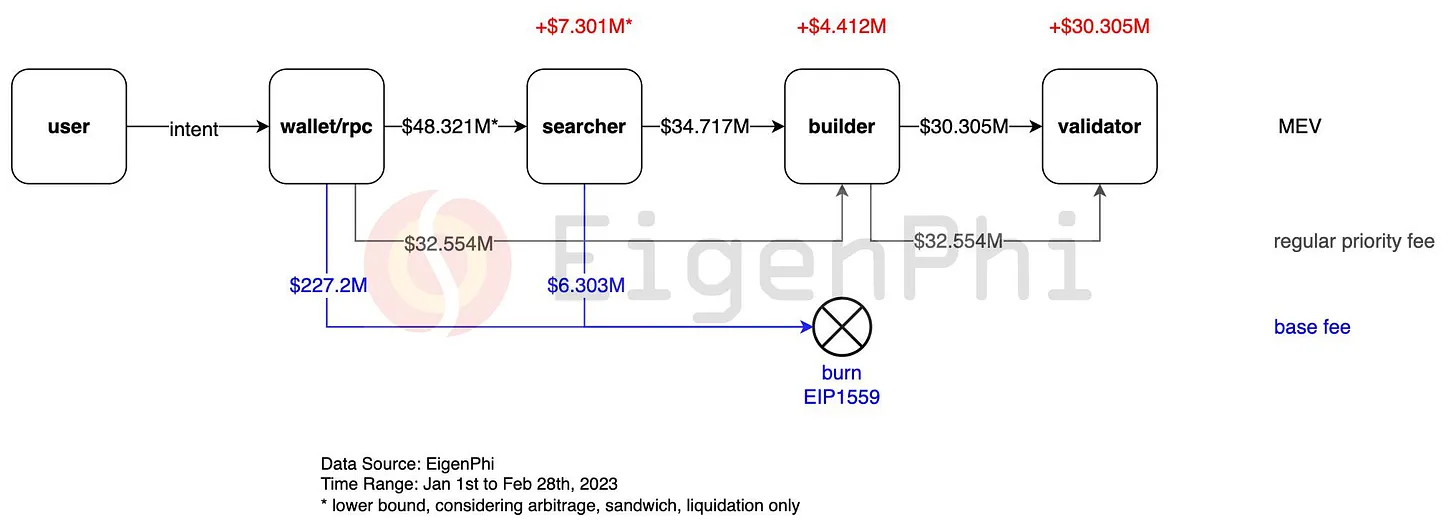 +$7.301M*
+$4.412M
+$30.305M
user
intent
wallet/rpc
$48.321M*
searcher
$34.717M
builder
$30.305M
validator
MEV
EigenPhi
$32.554M
$32.554M
regular priority fee
$227.2M
$6.303M
base fee
burn
EIP1559
Data Source: EigenPhi
Time Range: Jan 1st to Feb 28th, 2023
* lower bound, considering arbitrage, sandwich, liquidation only